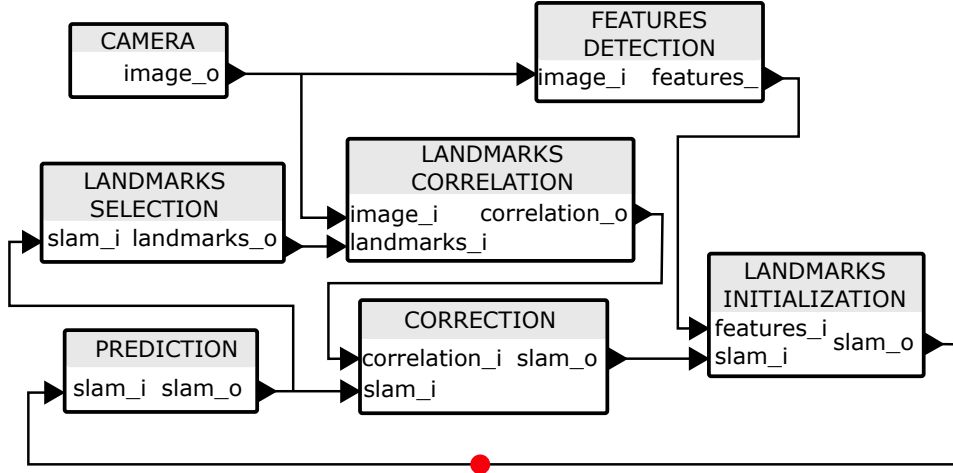 CAMERA
image_o
FEATURES
DETECTION
image_i features_
LANDMARKS
SELECTION
slam_i landmarks_o
LANDMARKS
CORRELATION
image_i correlation_o
landmarks_i
LANDMARKS
INITIALIZATION
features_i
slam_o
slam_i
PREDICTION
slam_i slam_o
CORRECTION
correlation_i slam_o
slam_i